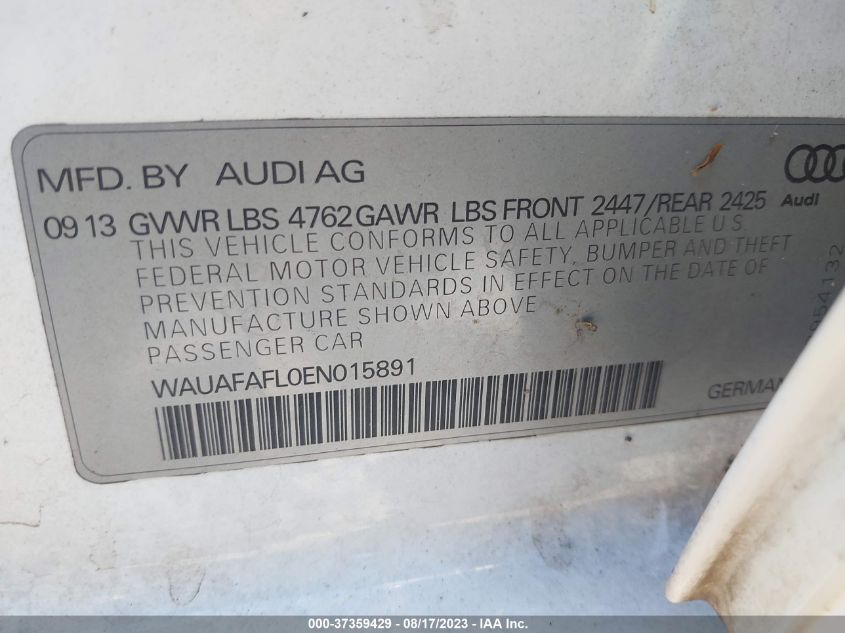 MFD. BY AUDI AG
09 13 GVWR LBS 4762 GAWR LBS FRONT 2447/REAR 2425
Audi
THIS VEHICLE CONFORMS TO ALL APPLICABLE U.S.
FEDERAL MOTOR VEHICLE SAFETY, BUMPER AND THEFT
PREVENTION STANDARDS IN EFFECT ON THE DATE OF
MANUFACTURE SHOWN ABOVE
PASSENGER CAR
WAUAFAFL0EN015891
GERMAN
000-37359429 - 08/17/2023 - IAA Inc.